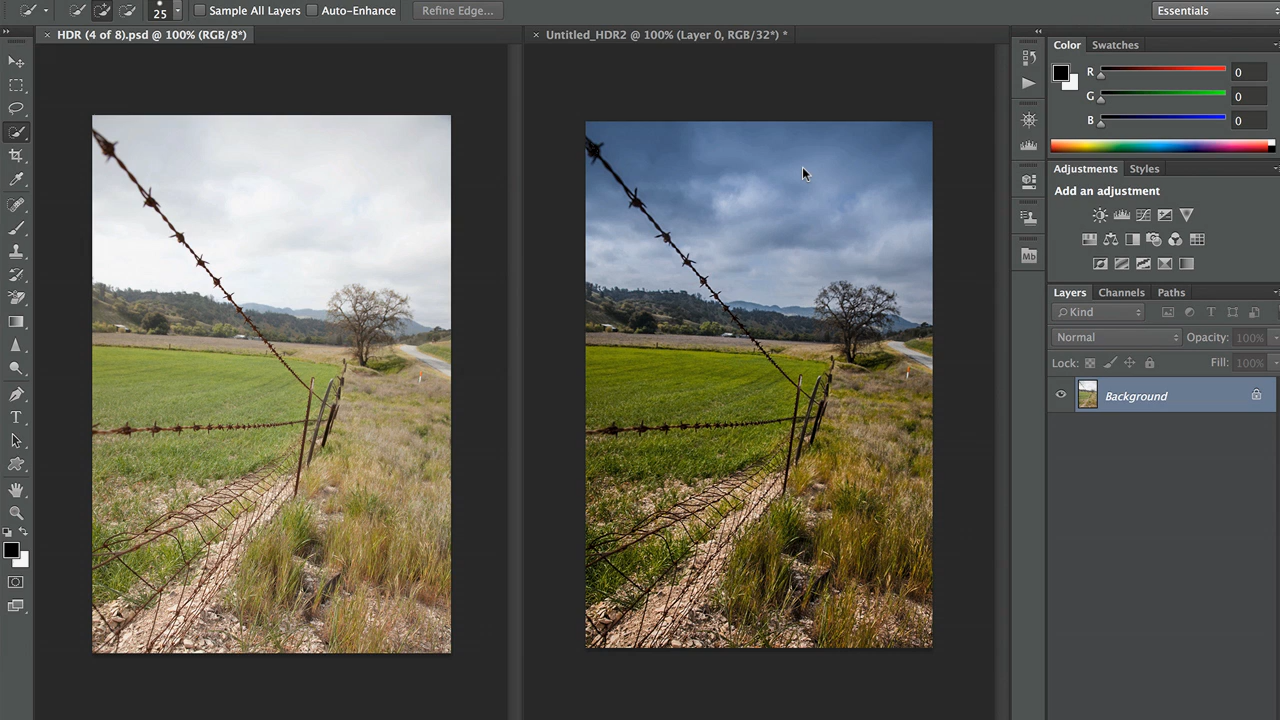 25
Sample All Layers
Auto-Enhance
Refine Edge...
Essentials
HDR (4 of 8).psd @ 100% (RGB/8*)
Untitled_HDR2 @ 100% (Layer 0, RGB/32*) *
Color
Swatches
R
0
G
0
B
0
Adjustments
Styles
Add an adjustment
Mb
Layers
Channels
Paths
Kind
T
Normal
Opacity:
100%
Lock:
Fill:
100%
Background
T